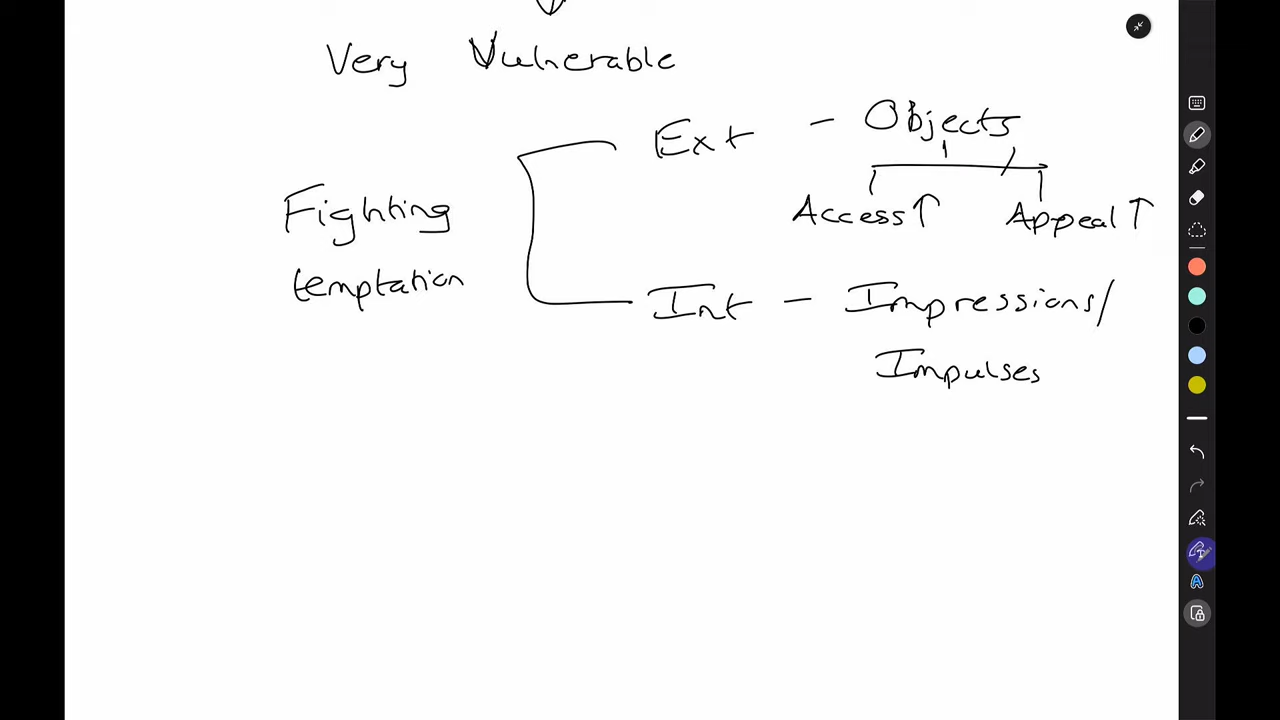 Very Vulnerable
Ext - Objects
Access↑ Appeal↑
Fighting
temptation
Int - Impressions/
Impulses